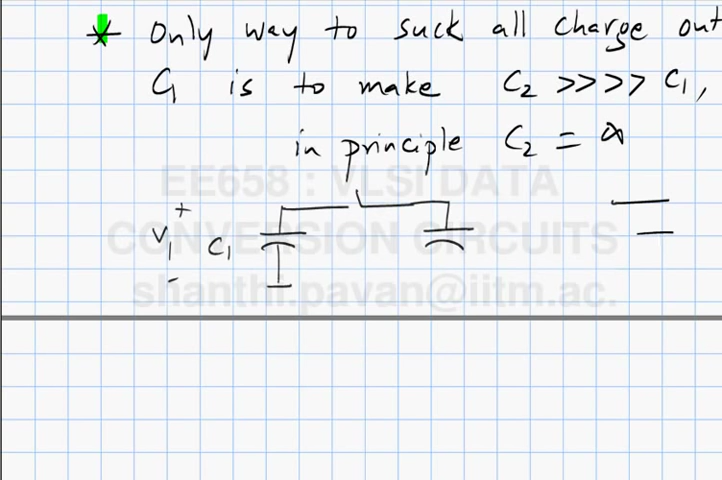 * Only way to suck all charge out
C1 is to make C2 >>>> C1,
in principle C2 = ∞
EE658 : VLSI DATA
CONVERSION CIRCUITS
shanthi.pavan@iitm.ac.
+
V1 C1
-